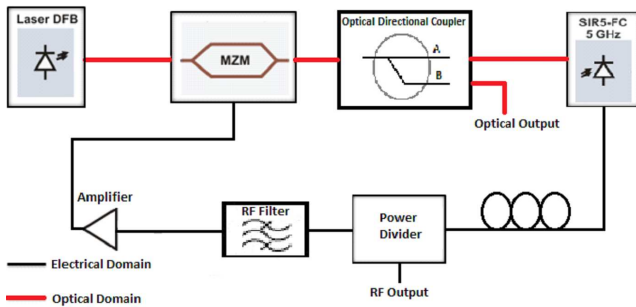 Laser DFB
MZM
Optical Directional Coupler
A
B
SIR5-FC
5 GHz
Optical Output
Amplifier
RF Filter
Power
Divider
RF Output
Electrical Domain
Optical Domain